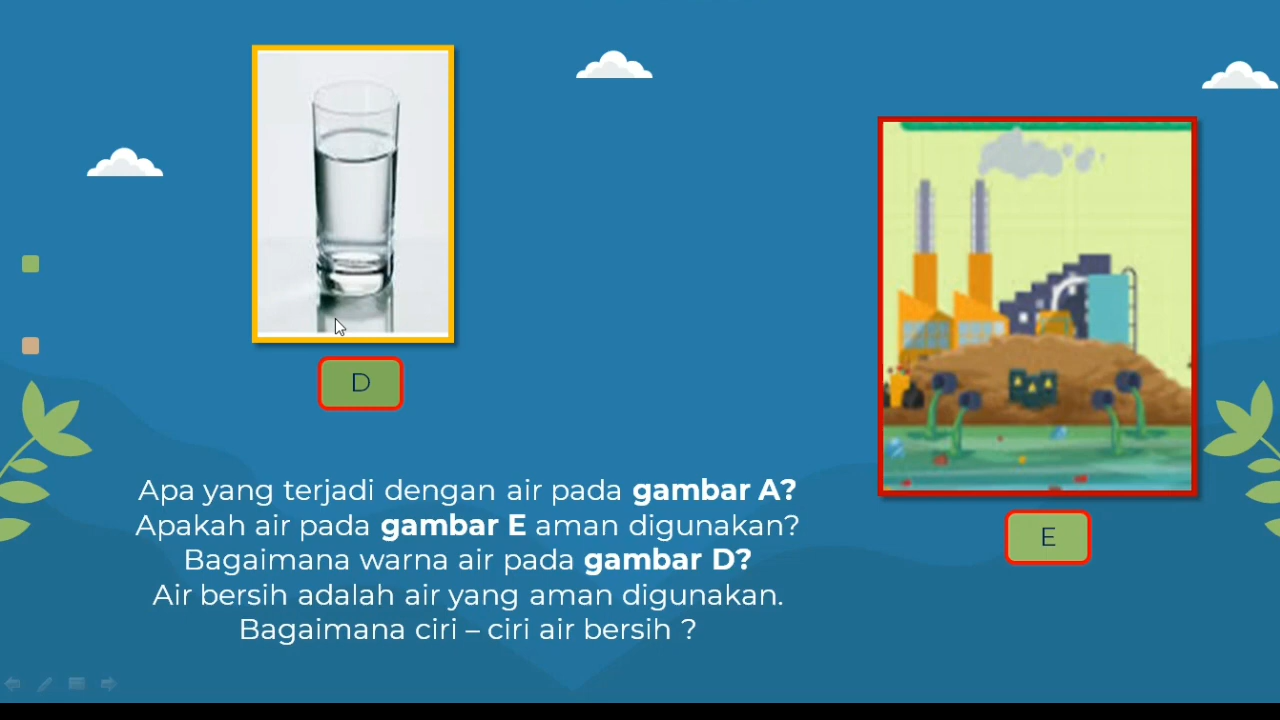 D
E
Apa yang terjadi dengan air pada gambar A?
Apakah air pada gambar E aman digunakan?
Bagaimana warna air pada gambar D?
Air bersih adalah air yang aman digunakan.
Bagaimana ciri – ciri air bersih ?